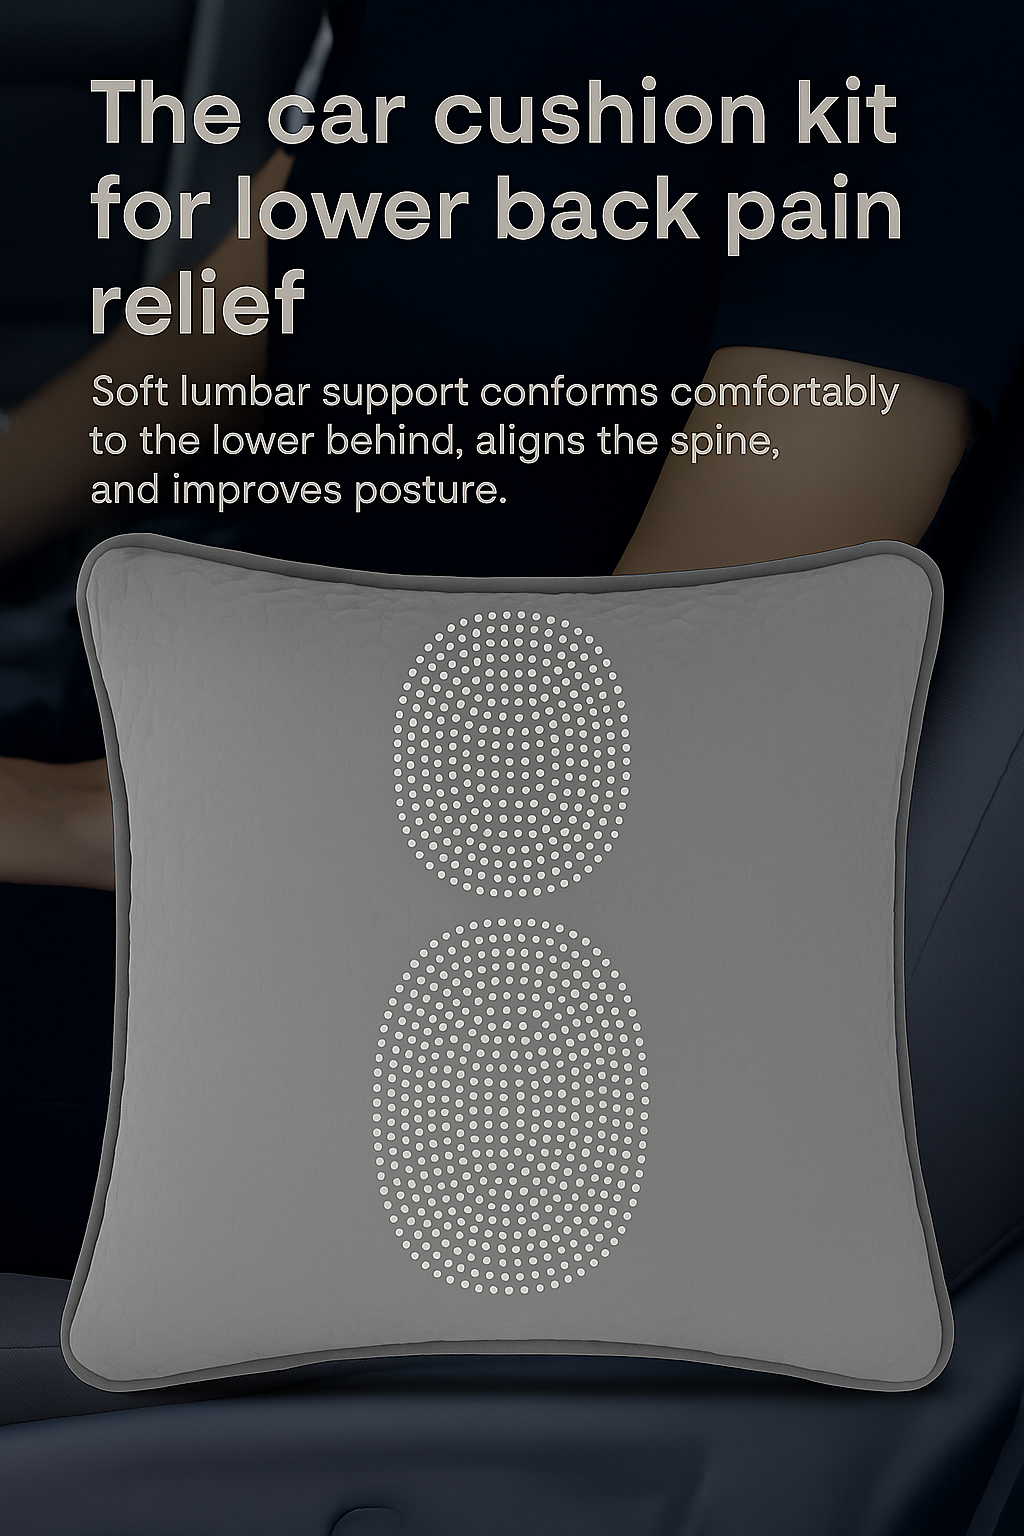 The car cushion kit
for lower back pain
relief
Soft lumbar support conforms comfortably
to the lower behind, aligns the spine,
and improves posture.